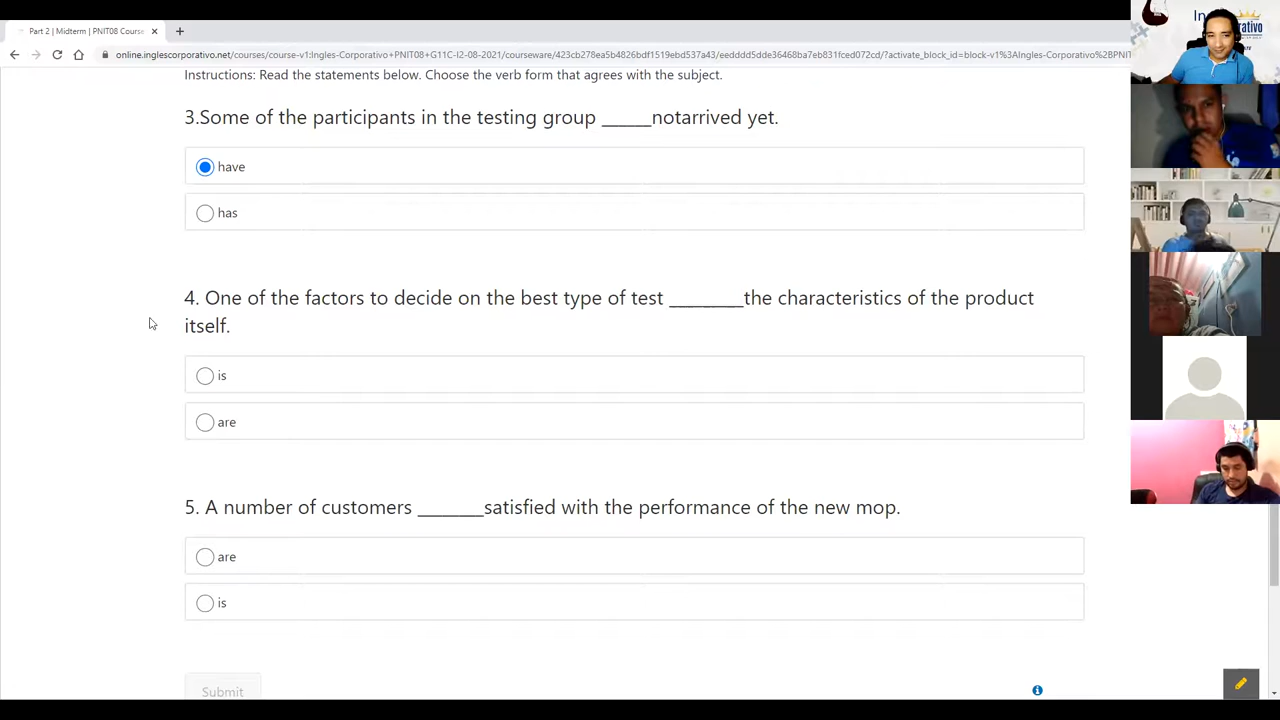 Part 2 | Midterm | PNIT08 Course
online.inglescorporativo.net/courses/course-v1:Ingles-Corporativo+PNIT08+G11C-I2-08-2021/courseware/423cb278ea5b4826bdf1519ebd537a43/eedddd5dde36468ba7eb831fced072cd/?activate_block_id=block-v1%3AIngles-Corporativo%2BPNIT
Instructions: Read the statements below. Choose the verb form that agrees with the subject.
3.Some of the participants in the testing group ______notarrived yet.
have
has
4. One of the factors to decide on the best type of test _________the characteristics of the product
itself.
is
are
5. A number of customers ________satisfied with the performance of the new mop.
are
is
Submit